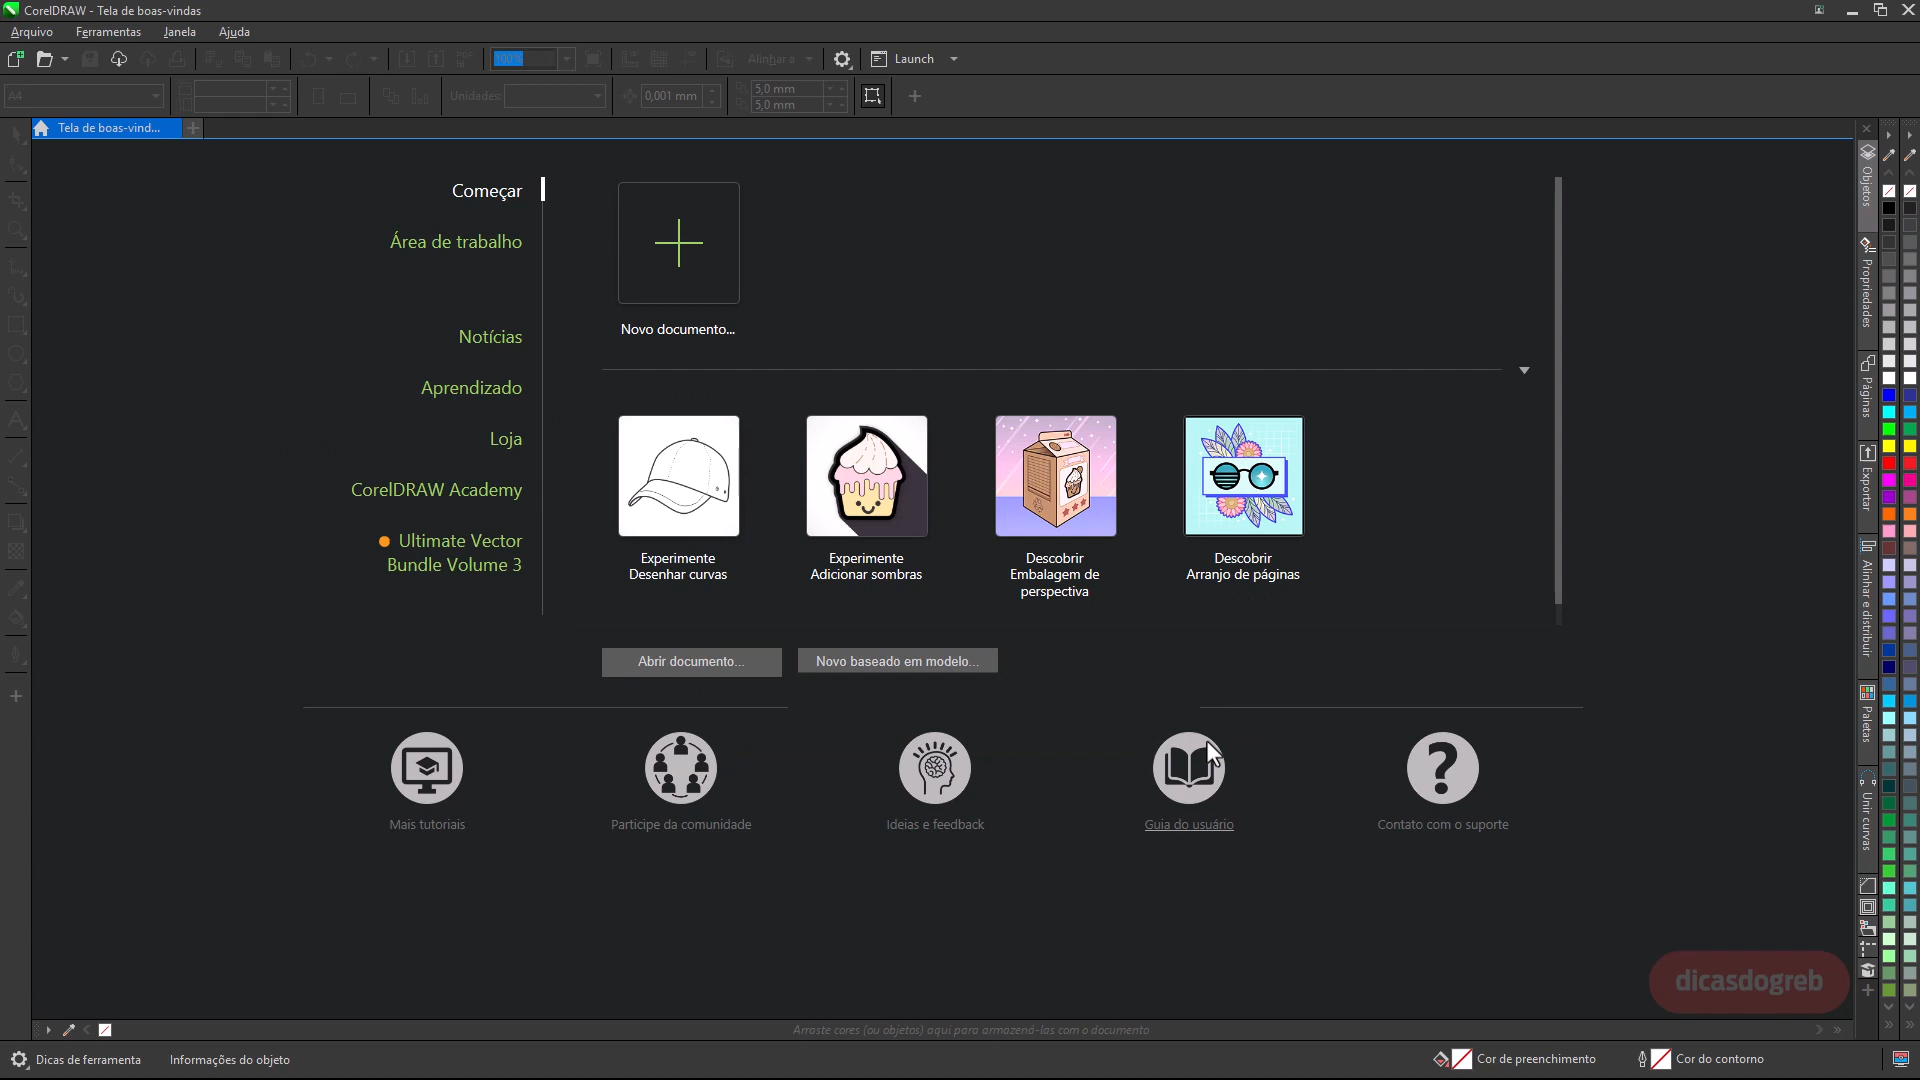 CorelDRAW - Tela de boas-vindas
Arquivo Ferramentas Janela Ajuda
100% Alinhar a Launch
A4 Unidades: 0,001 mm 5,0 mm
5,0 mm
Tela de boas-vind...
Começar
Área de trabalho
Notícias
Aprendizado
Loja
CorelDRAW Academy
Ultimate Vector
Bundle Volume 3
Novo documento...
Experimente
Desenhar curvas
Experimente
Adicionar sombras
Descobrir
Embalagem de
perspectiva
Descobrir
Arranjo de páginas
Abrir documento... Novo baseado em modelo...
Mais tutoriais Participe da comunidade Ideias e feedback Guia do usuário Contato com o suporte
Objetos
Propriedades
Páginas
Exportar
Alinhar e distribuir
Paletas
Unir curvas
dicasdogreb
Arraste cores (ou objetos) aqui para armazená-las com o documento
Dicas de ferramenta Informações do objeto Cor de preenchimento Cor do contorno